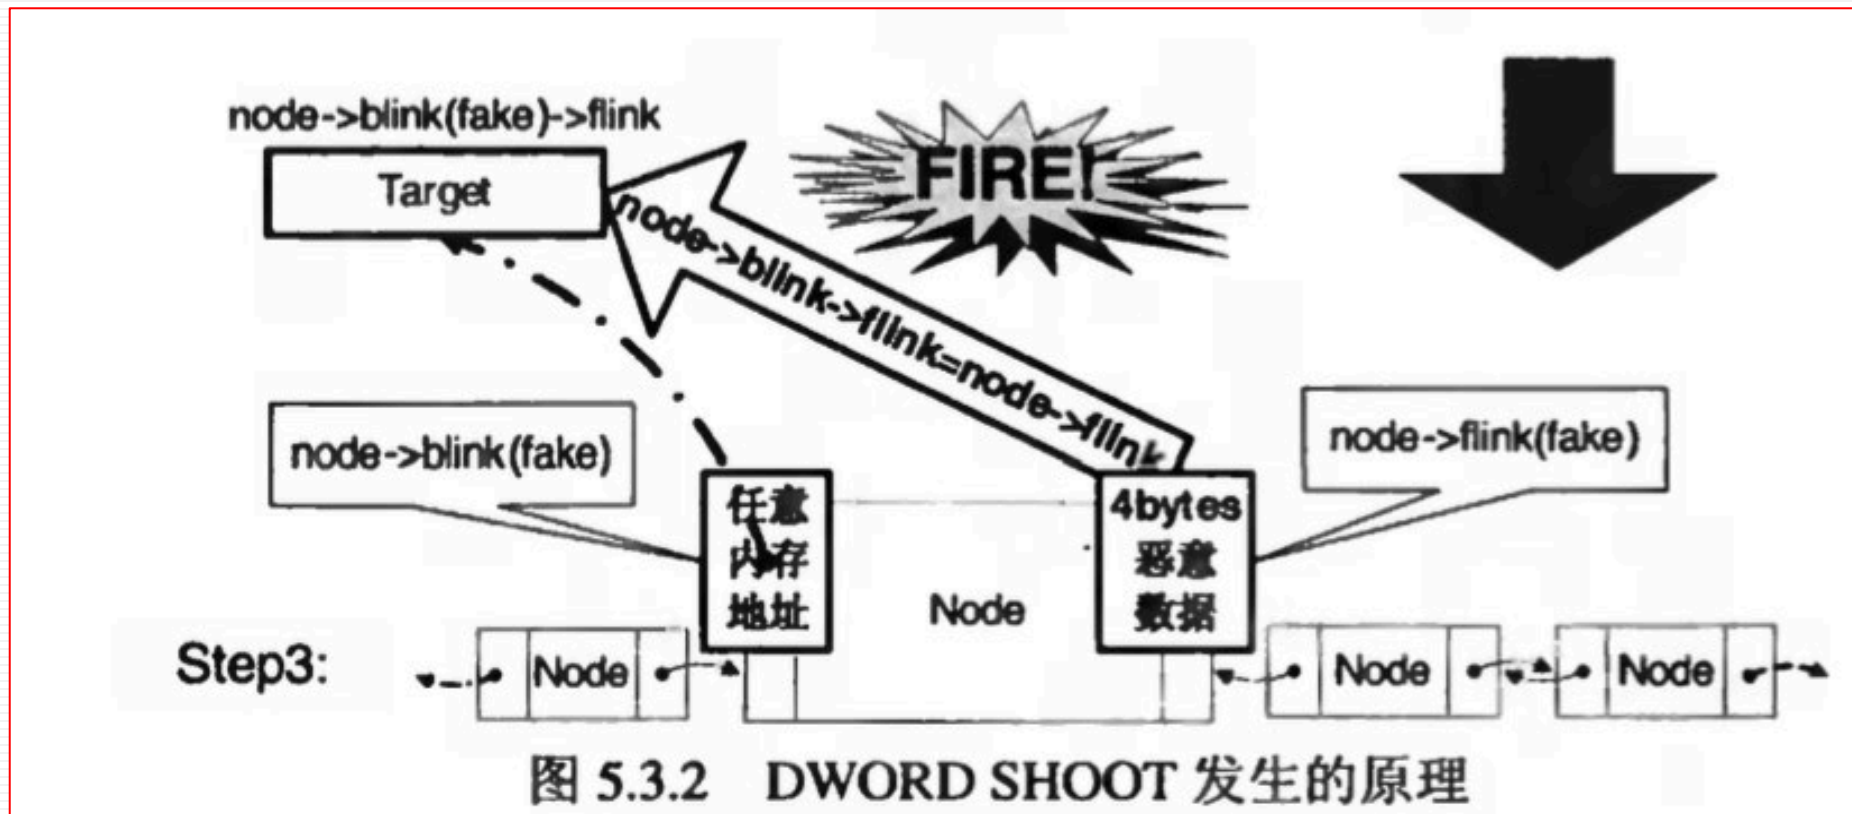 node->blink(fake)->flink
Target
FIRE!
node->blink->flink=node->flink
node->blink(fake)
node->flink(fake)
任意
内存
地址
4bytes
恶意
数据
Node
Step3:
Node
Node
Node
图 5.3.2 DWORD SHOOT 发生的原理